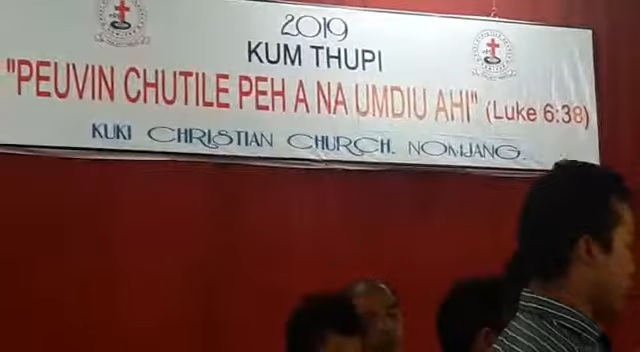 2019
KUM THUPI
"PEUVIN CHUTILE PEH A NA UMDIU AHI" (Luke 6:38)
KUKI CHRISTIAN CHURCH. NOMJANG.